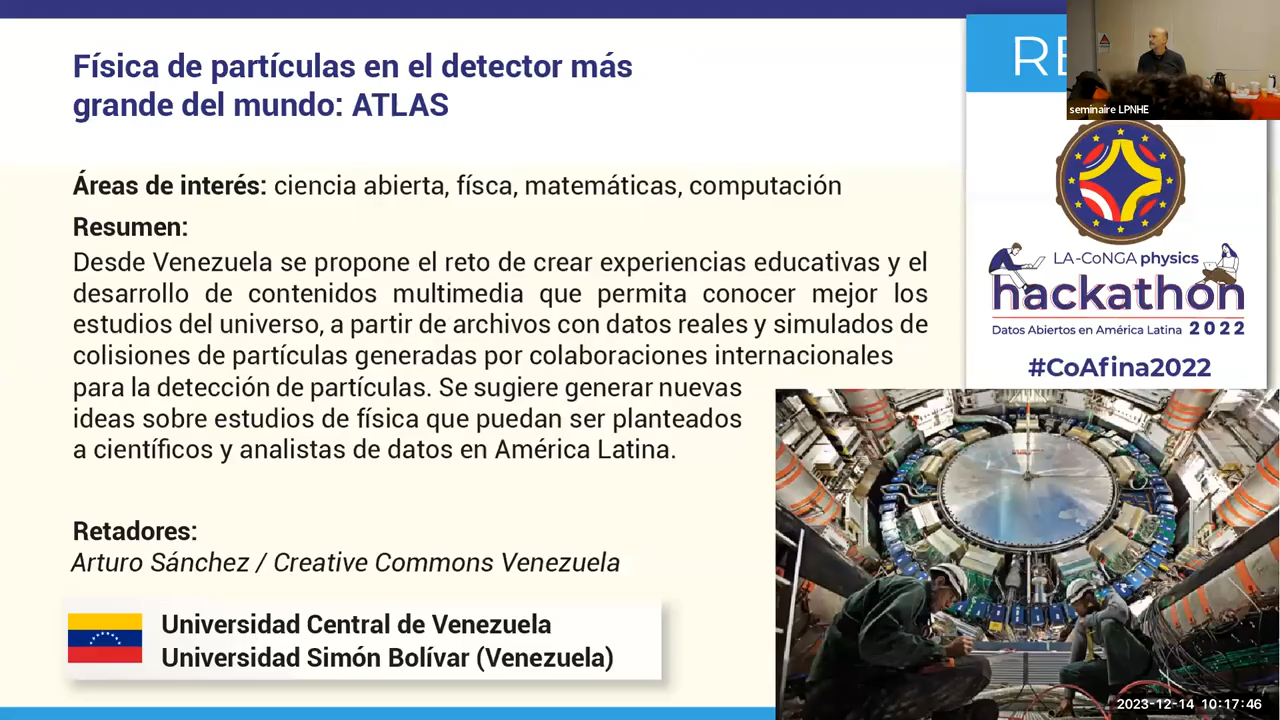 Física de partículas en el detector más
grande del mundo: ATLAS
Áreas de interés: ciencia abierta, físca, matemáticas, computación
Resumen:
Desde Venezuela se propone el reto de crear experiencias educativas y el
desarrollo de contenidos multimedia que permita conocer mejor los
estudios del universo, a partir de archivos con datos reales y simulados de
colisiones de partículas generadas por colaboraciones internacionales
para la detección de partículas. Se sugiere generar nuevas
ideas sobre estudios de física que puedan ser planteados
a científicos y analistas de datos en América Latina.
Retadores:
Arturo Sánchez / Creative Commons Venezuela
Universidad Central de Venezuela
Universidad Simón Bolívar (Venezuela)
seminaire LPNHE
LA-CoNGA physics
hackathon
Datos Abiertos en América Latina 2022
#CoAfina2022
2023-12-14 10:17:46